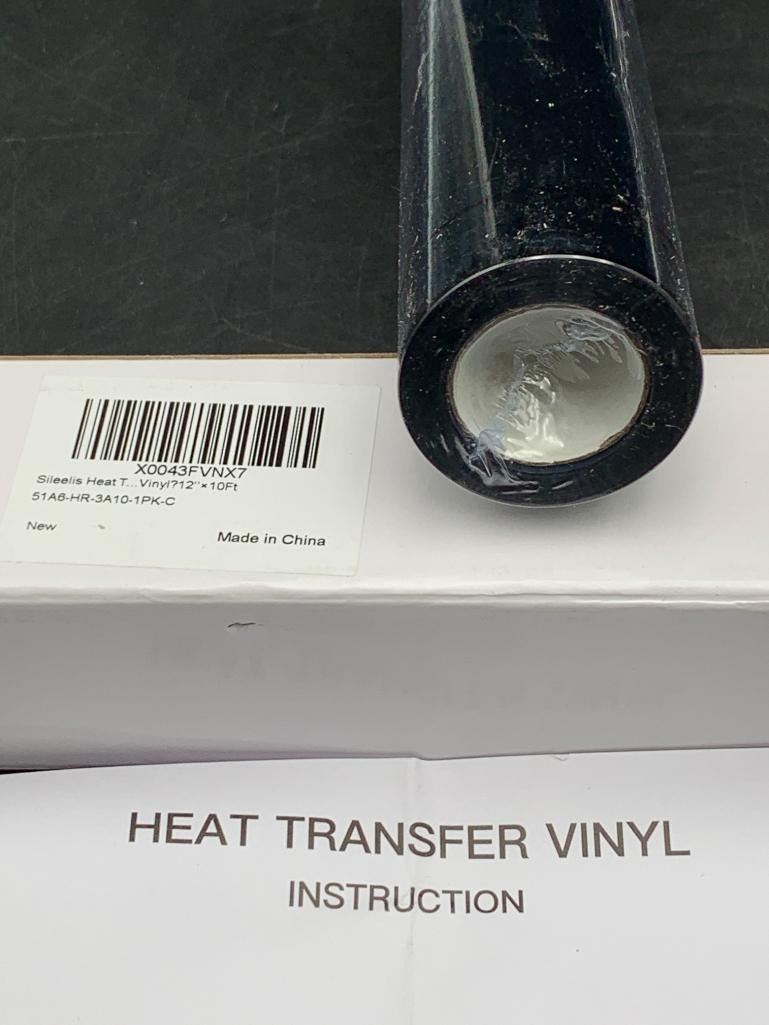 X0043FVNX7
Sileelis Heat T...Vinyl?12"×10Ft
51A6-HR-3A10-1PK-C
New
Made in China
HEAT TRANSFER VINYL
INSTRUCTION